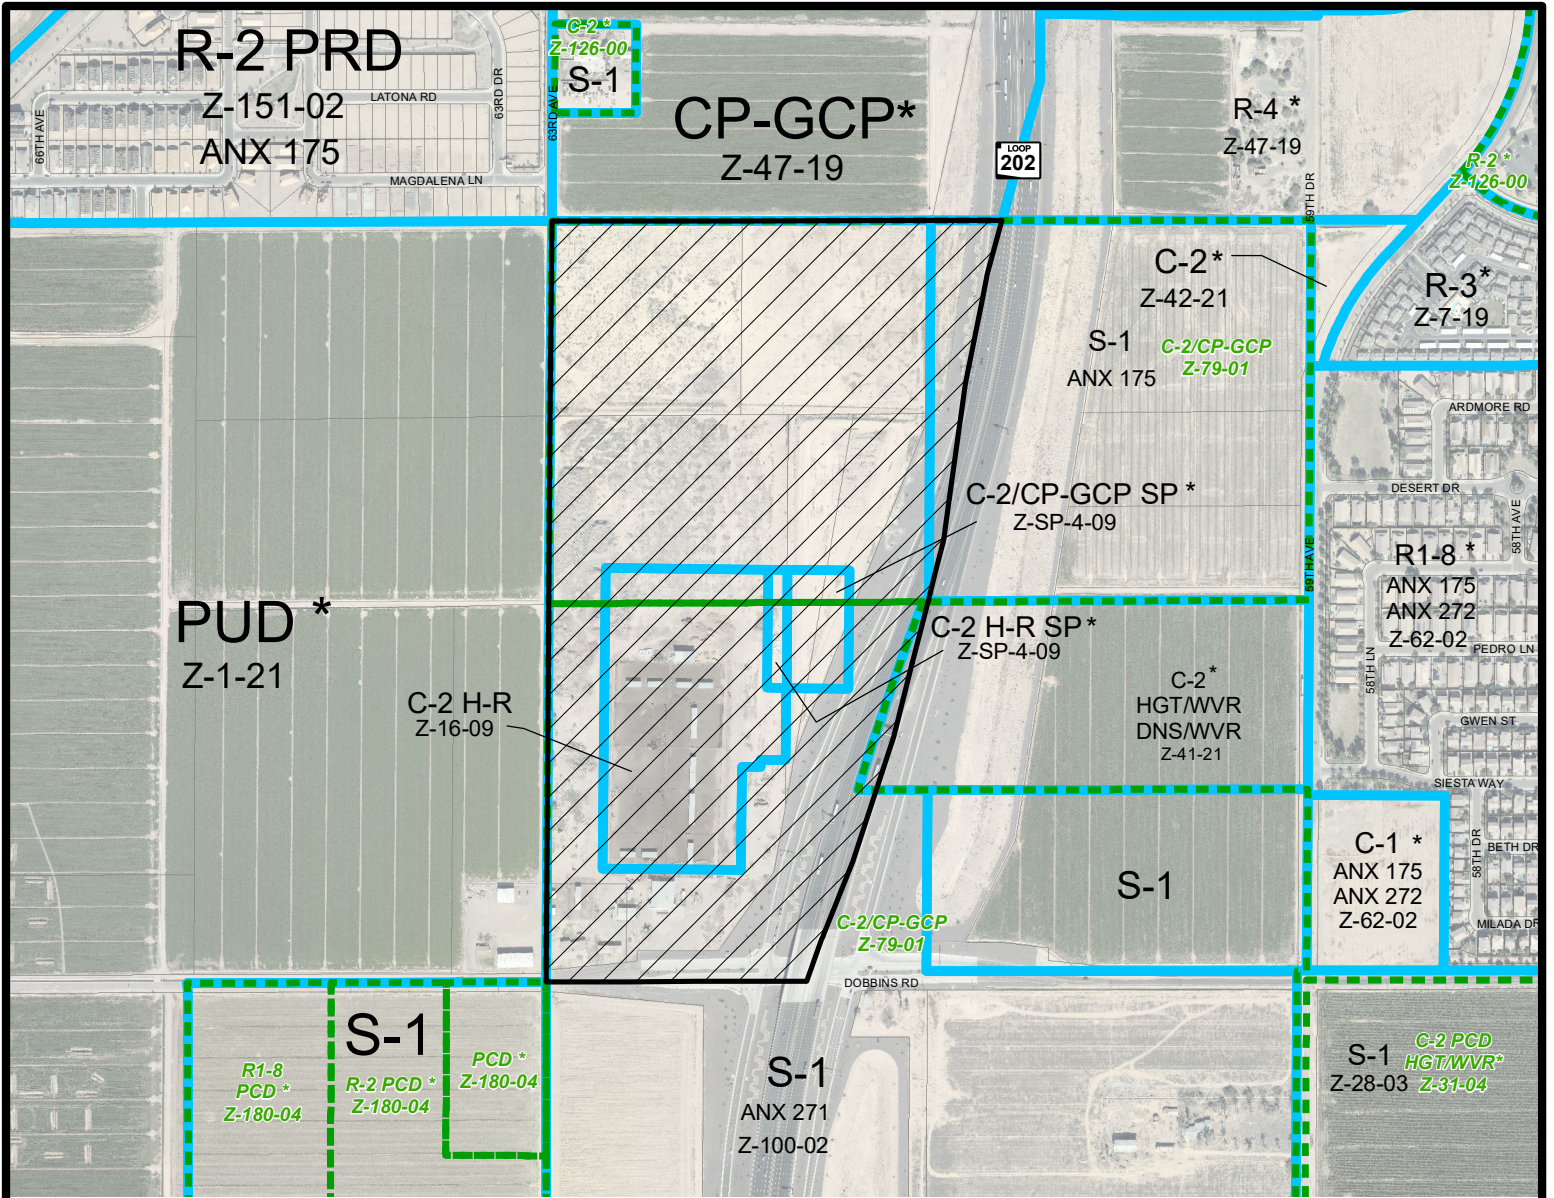 R-2 PRD
Z-151-02
ANX 175
LATONA RD
MAGDALENA LN
66TH AVE
63RD DR
63RD AVE
C-2 *
Z-126-00
S-1
CP-GCP*
Z-47-19
LOOP
202
R-4 *
Z-47-19
59TH DR
R-2 *
Z-126-00
C-2*
Z-42-21
S-1
ANX 175
C-2/CP-GCP
Z-79-01
R-3*
Z-7-19
ARDMORE RD
DESERT DR
58TH AVE
C-2/CP-GCP SP *
Z-SP-4-09
59TH AVE
R1-8 *
ANX 175
ANX 272
Z-62-02
PEDRO LN
58TH LN
GWEN ST
SIESTA WAY
PUD *
Z-1-21
C-2 H-R
Z-16-09
C-2 H-R SP*
Z-SP-4-09
C-2*
HGT/WVR
DNS/WVR
Z-41-21
C-1 *
ANX 175
ANX 272
Z-62-02
58TH DR
BETH DR
MILADA DR
S-1
C-2/CP-GCP
Z-79-01
DOBBINS RD
S-1
R1-8
PCD *
Z-180-04
R-2 PCD *
Z-180-04
PCD *
Z-180-04
S-1
ANX 271
Z-100-02
S-1
Z-28-03
C-2 PCD
HGT/WVR*
Z-31-04